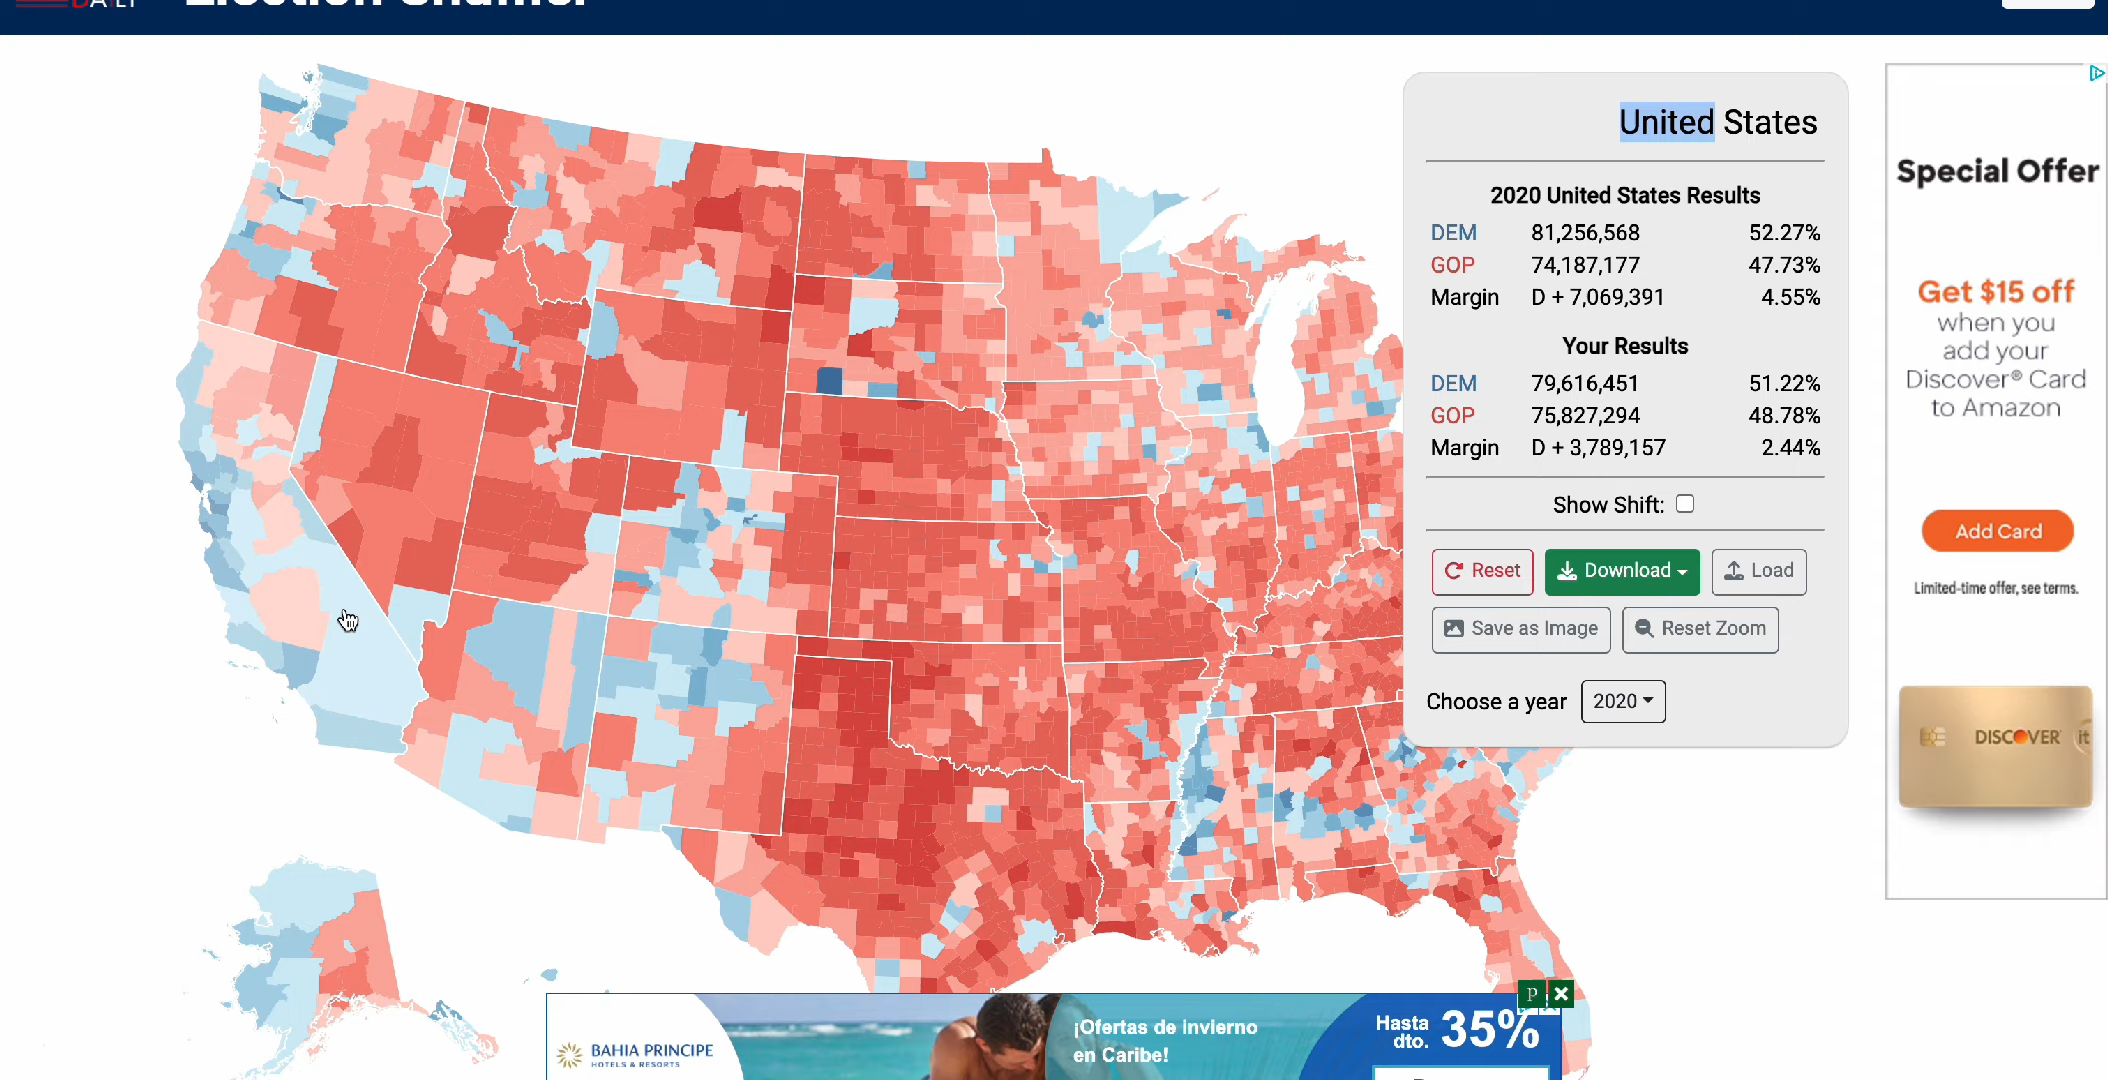 DAILY
Election Shuffler
United States
2020 United States Results
DEM 81,256,568 52.27%
GOP 74,187,177 47.73%
Margin D + 7,069,391 4.55%
Your Results
DEM 79,616,451 51.22%
GOP 75,827,294 48.78%
Margin D + 3,789,157 2.44%
Show Shift:
Reset Download Load
Save as Image Reset Zoom
Choose a year 2020
Special Offer
Get $15 off
when you
add your
Discover® Card
to Amazon
Add Card
Limited-time offer, see terms.
DISCOVER it
BAHIA PRINCIPE
HOTELS & RESORTS
¡Ofertas de invierno
en Caribe!
Hasta
dto. 35%
P